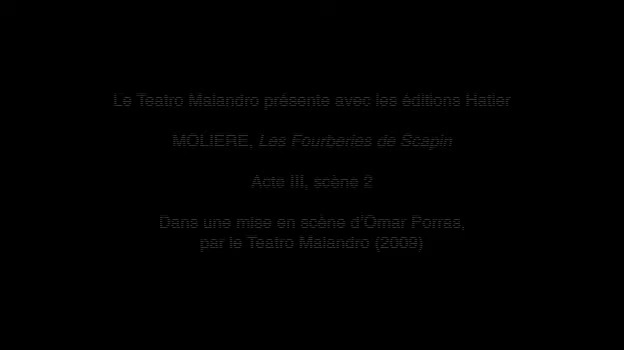 Le Teatro Malandro présente avec les éditions Hatier
MOLIERE, Les Fourberies de Scapin
Acte III, scène 2
Dans une mise en scène d'Omar Porras,
par le Teatro Malandro (2009)